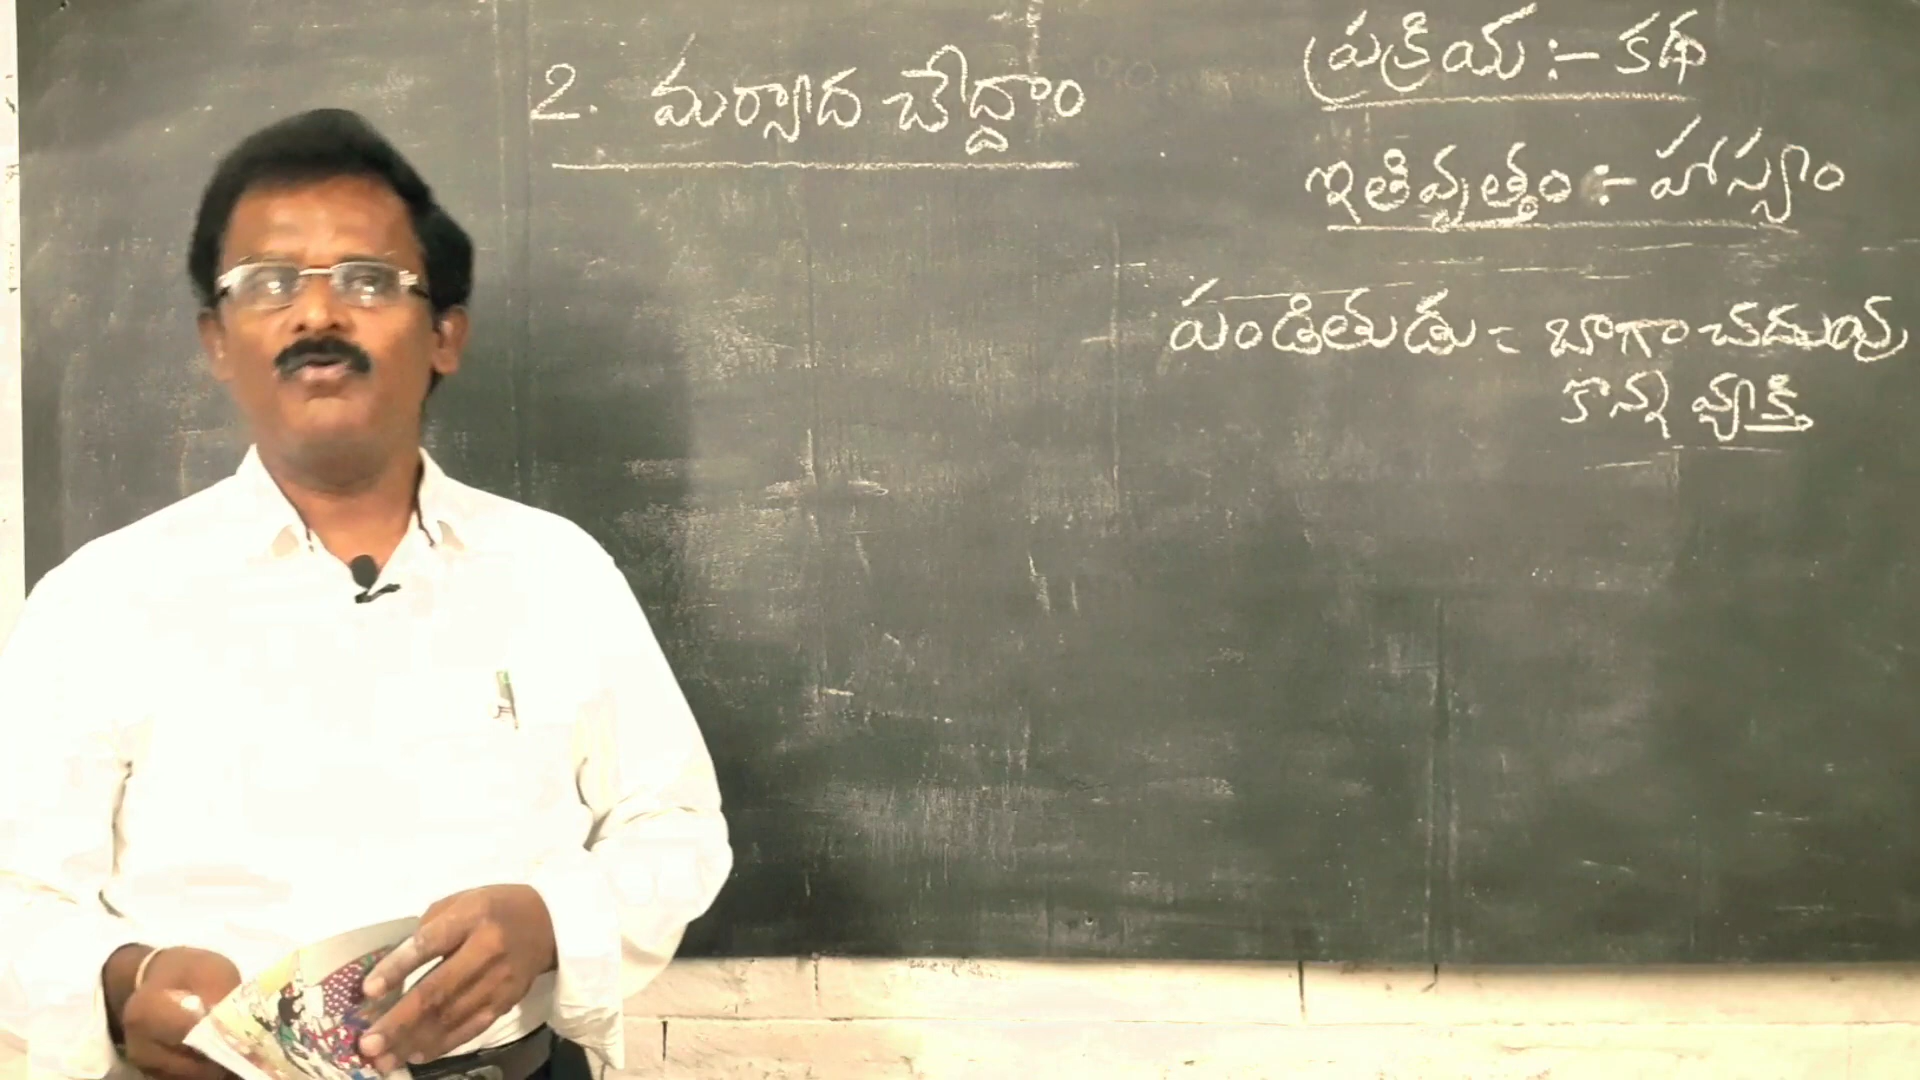 2. మర్యాద చేద్దాం
ప్రక్రియ :- కథ
ఇతివృత్తం :- హాస్యం
పండితుడు = బాగా చదువు
కొన్న వ్యక్తి